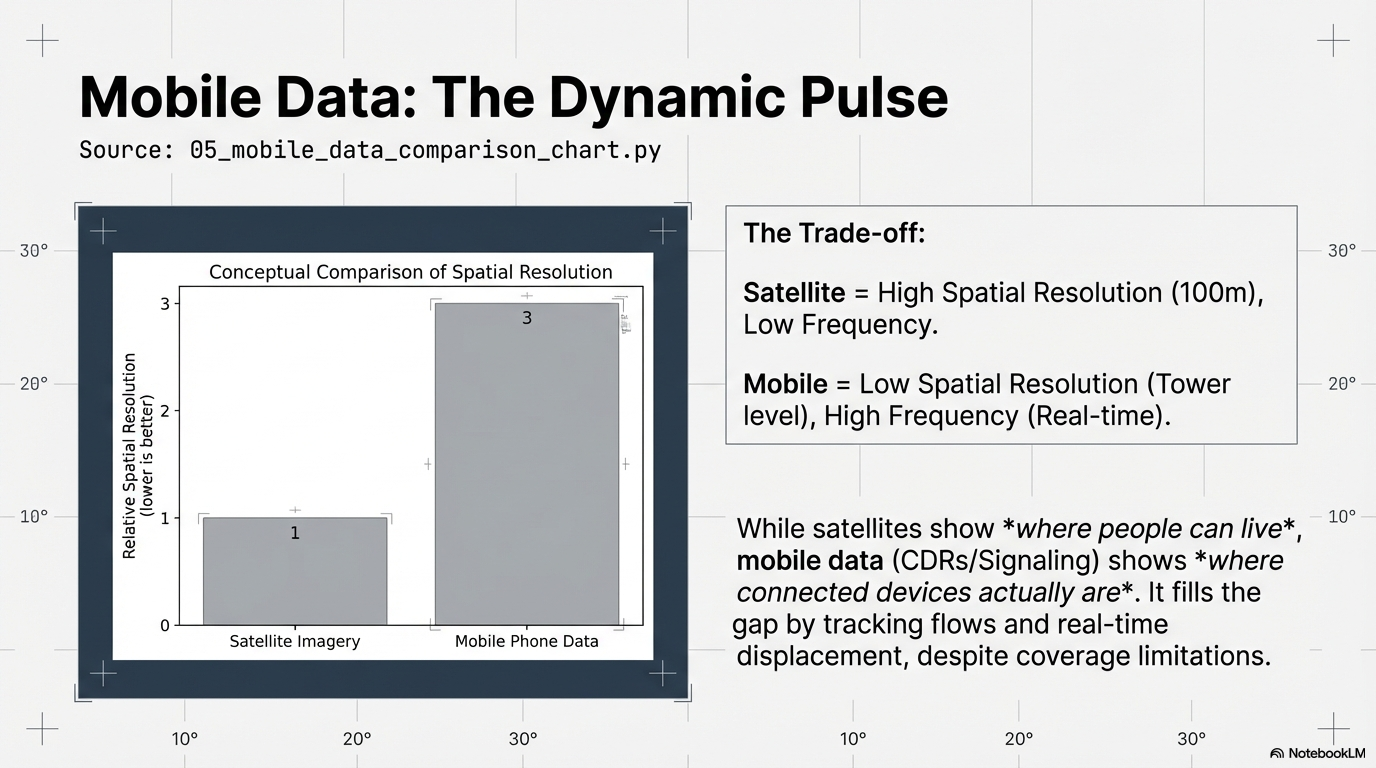 Mobile Data: The Dynamic Pulse
Source: 05_mobile_data_comparison_chart.py
30°
20°
10°
Conceptual Comparison of Spatial Resolution
Relative Spatial Resolution
(lower is better)
3
2
1
0
1
3
Satellite Imagery
Mobile Phone Data
The Trade-off:
Satellite = High Spatial Resolution (100m),
Low Frequency.
Mobile = Low Spatial Resolution (Tower
level), High Frequency (Real-time).
While satellites show *where people can live*,
mobile data (CDRs/Signaling) shows *where
connected devices actually are*. It fills the
gap by tracking flows and real-time
displacement, despite coverage limitations.
30°
20°
10°
10°
20°
30°
10°
20°
30°
NotebookLM